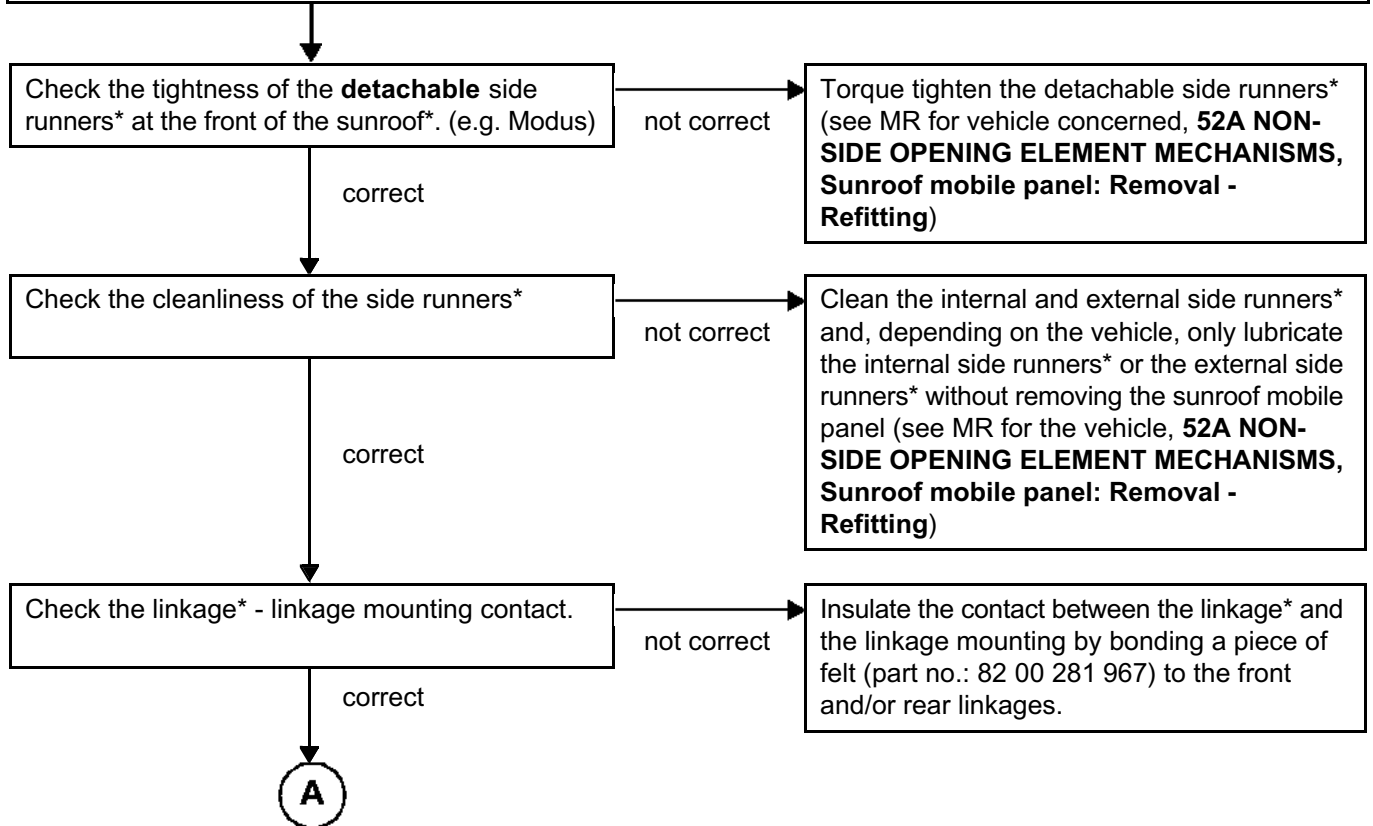 Check the tightness of the detachable side
runners* at the front of the sunroof*. (e.g. Modus)
not correct
Torque tighten the detachable side runners*
(see MR for vehicle concerned, 52A NON-
SIDE OPENING ELEMENT MECHANISMS,
Sunroof mobile panel: Removal -
Refitting)
correct
Check the cleanliness of the side runners*
not correct
Clean the internal and external side runners*
and, depending on the vehicle, only lubricate
the internal side runners* or the external side
runners* without removing the sunroof mobile
panel (see MR for the vehicle, 52A NON-
SIDE OPENING ELEMENT MECHANISMS,
Sunroof mobile panel: Removal -
Refitting)
correct
Check the linkage* - linkage mounting contact.
not correct
Insulate the contact between the linkage* and
the linkage mounting by bonding a piece of
felt (part no.: 82 00 281 967) to the front
and/or rear linkages.
correct
A